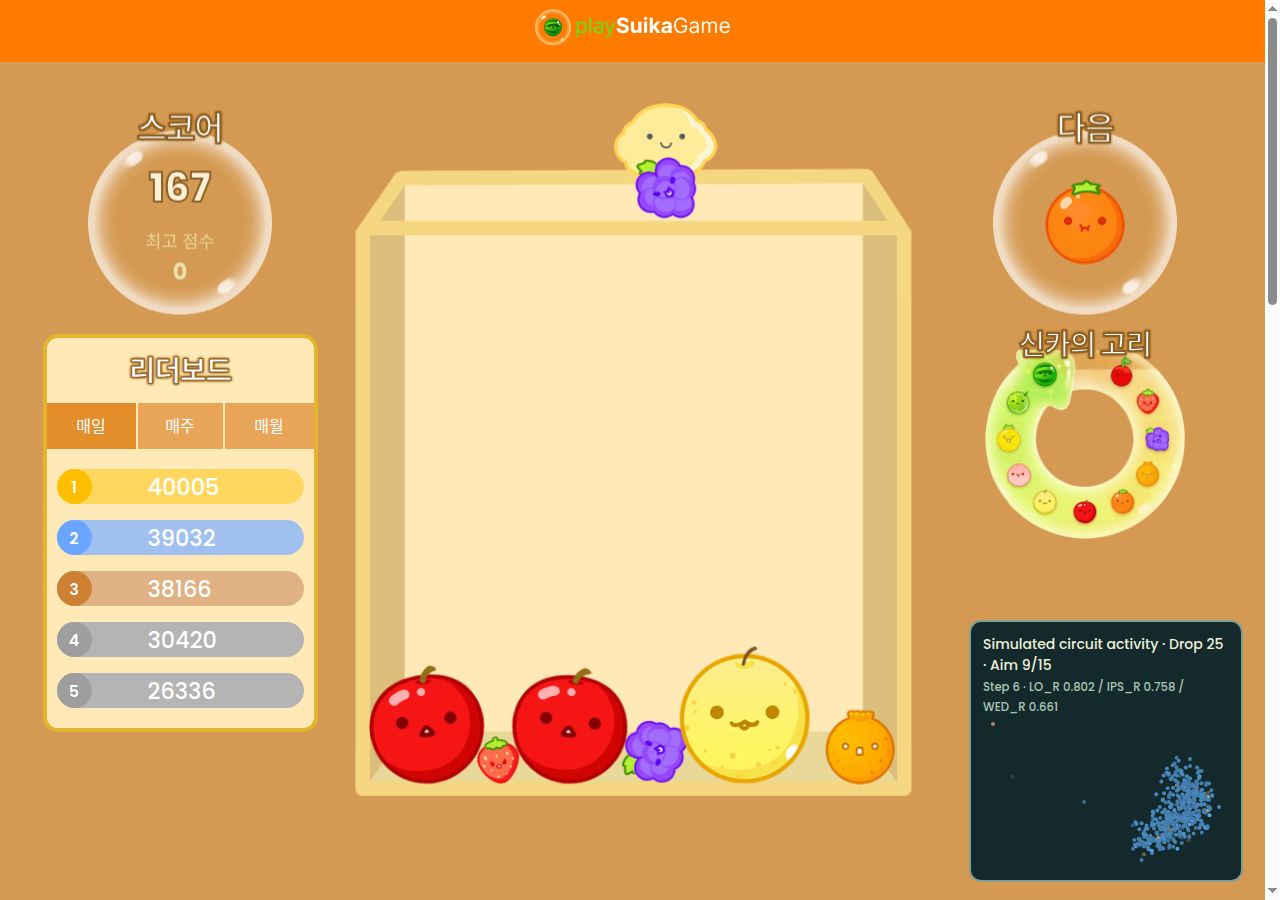 playSuikaGame
스코어
167
최고 점수
0
다음
신카의 고리
리더보드
매일 매주 매월
1 40005
2 39032
3 38166
4 30420
5 26336
Simulated circuit activity · Drop 25
· Aim 9/15
Step 6 · LO_R 0.802 / IPS_R 0.758 /
WED_R 0.661